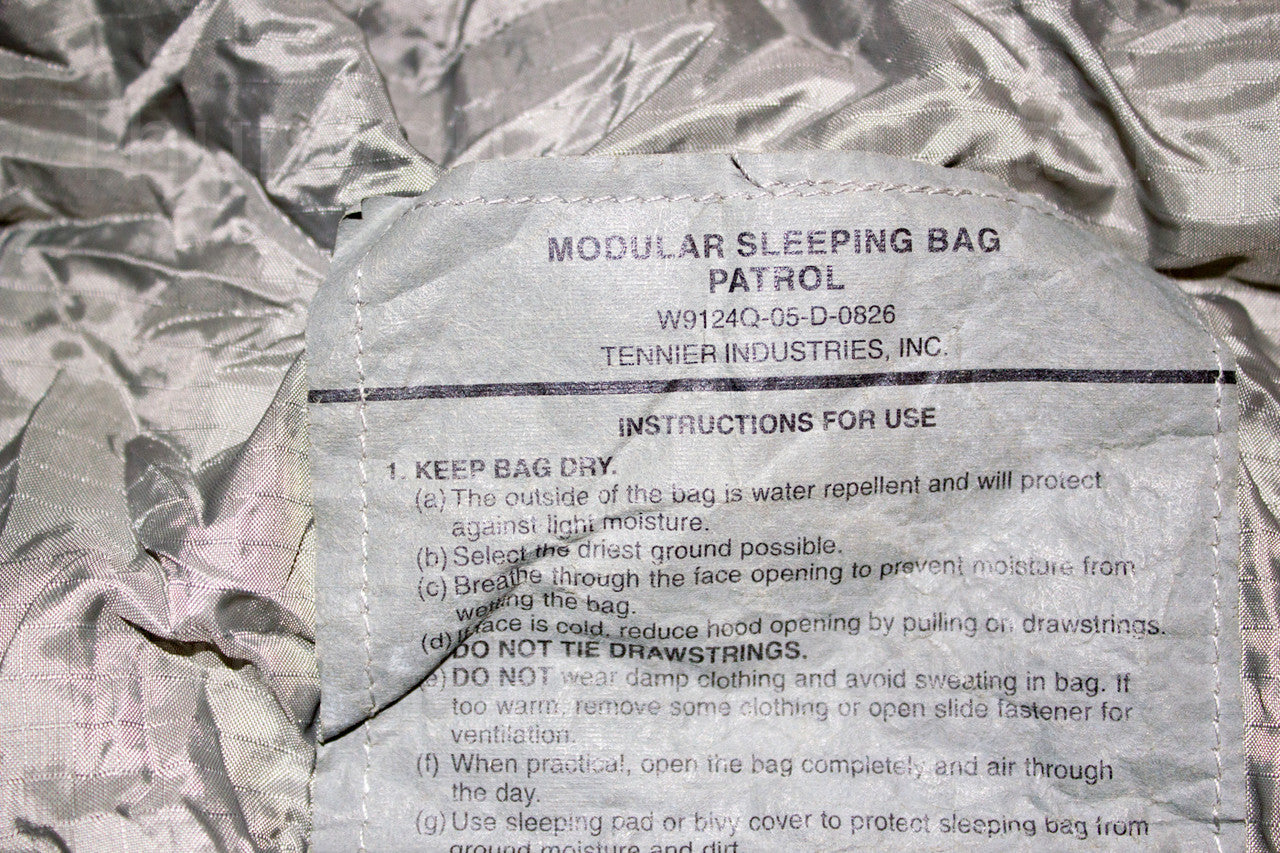 MODULAR SLEEPING BAG
PATROL
W9124Q-05-D-0826
TENNIER INDUSTRIES, INC.
INSTRUCTIONS FOR USE
1. KEEP BAG DRY.
(a) The outside of the bag is water repellent and will protect
against light moisture.
(b) Select the driest ground possible.
(c) Breathe through the face opening to prevent moisture from
wetting the bag.
(d) If face is cold, reduce hood opening by pulling on drawstrings.
DO NOT TIE DRAWSTRINGS.
(e) DO NOT wear damp clothing and avoid sweating in bag. If
too warm, remove some clothing or open slide fastener for
ventilation.
(f) When practical, open the bag completely and air through
the day.
(g) Use sleeping pad or bivy cover to protect sleeping bag from
ground moisture and dirt